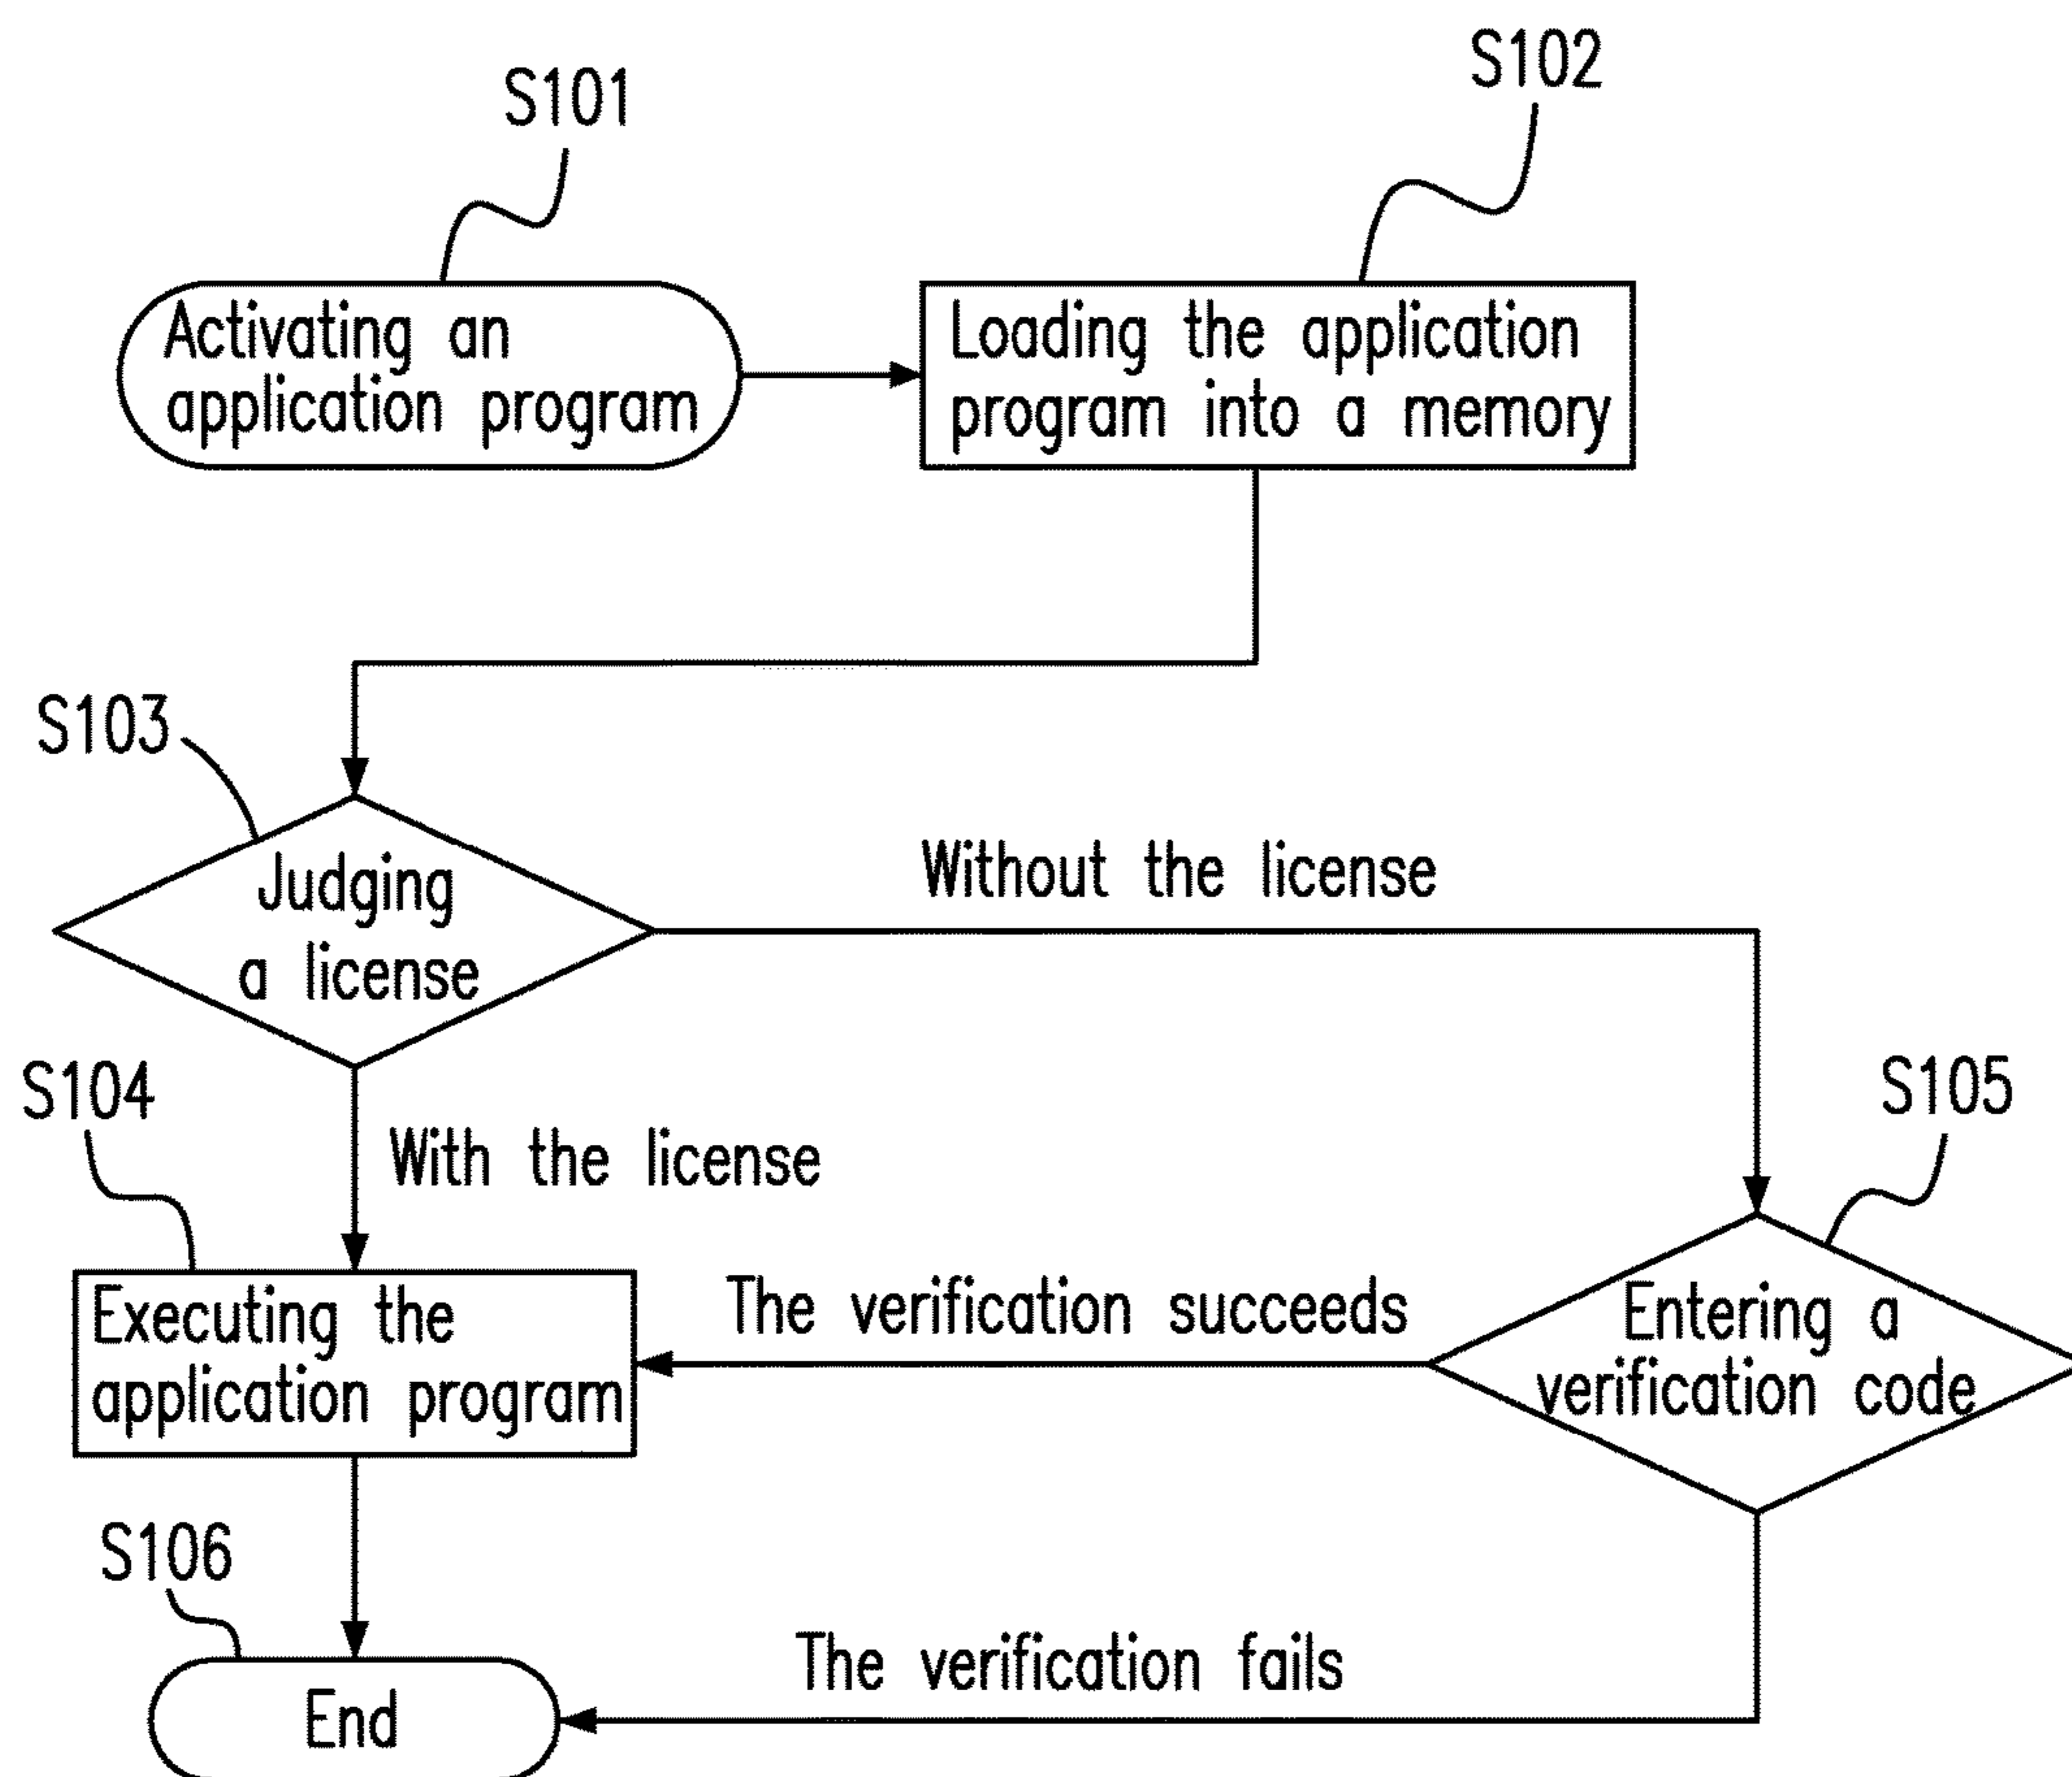 S101
S102
Activating an
application program
Loading the application
program into a memory
S103
Judging
a license
Without the license
S104
With the license
S105
Executing the
application program
The verification succeeds
Entering a
verification code
S106
The verification fails
End